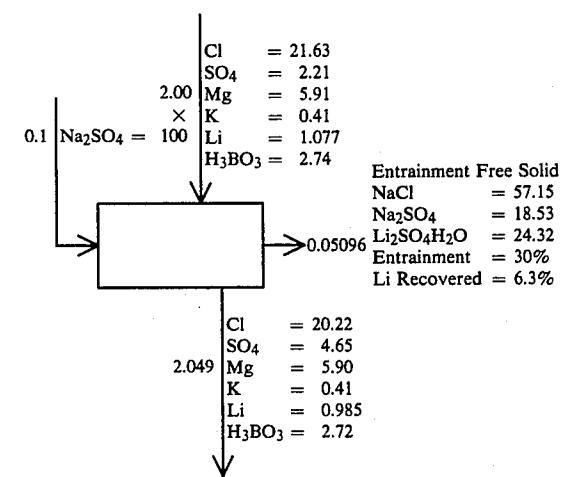 Cl = 21.63
SO4 = 2.21
2.00 Mg = 5.91
× K = 0.41
0.1 Na2SO4 = 100 Li = 1.077
H3BO3 = 2.74
Entrainment Free Solid
NaCl = 57.15
Na2SO4 = 18.53
0.05096 Li2SO4H2O = 24.32
Entrainment = 30%
Li Recovered = 6.3%
Cl = 20.22
SO4 = 4.65
2.049 Mg = 5.90
K = 0.41
Li = 0.985
H3BO3 = 2.72